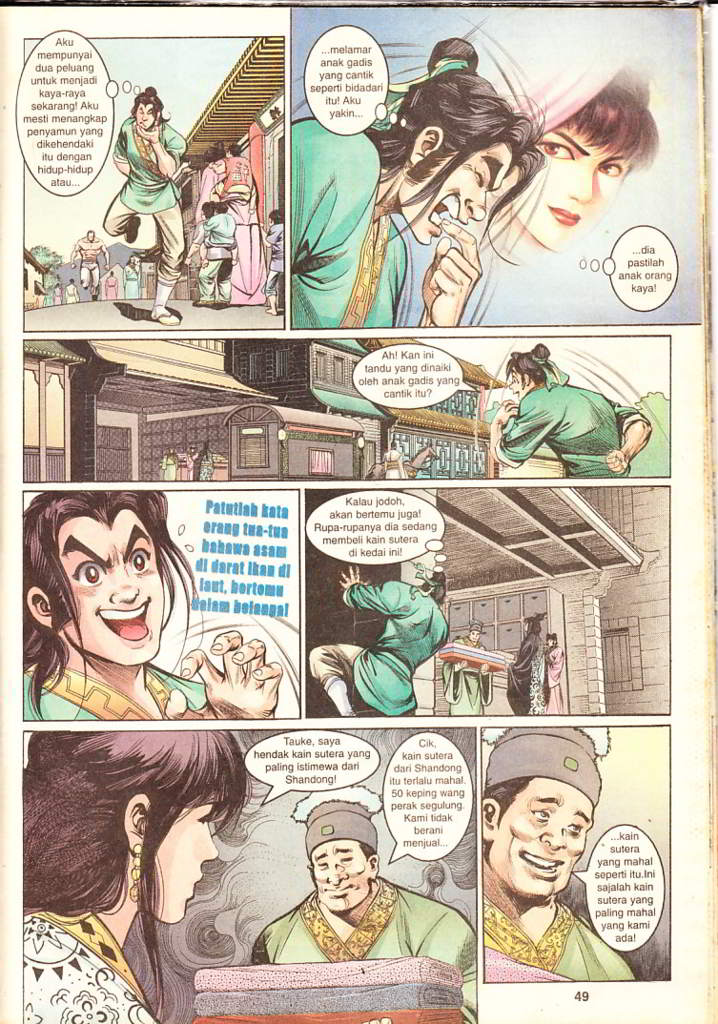 Aku
mempunyai
dua peluang
untuk menjadi
kaya-raya
sekarang! Aku
mesti menangkap
penyamun yang
dikehendaki
itu dengan
hidup-hidup
atau...
...melamar
anak gadis
yang cantik
seperti bidadari
itu! Aku
yakin...
...dia
pastilah
anak orang
kaya!
Ah! Kan ini
tandu yang dinaiki
oleh anak gadis yang
cantik itu?
Patutlah kata
orang tua-tua
bahawa asam
di darat ikan di
laut, bertemu
dalam belanga!
Kalau jodoh,
akan bertemu juga!
Rupa-rupanya dia sedang
membeli kain sutera
di kedai ini!
Tauke, saya
hendak kain sutera yang
paling istimewa dari
Shandong!
Cik,
kain sutera
dari Shandong
itu terlalu mahal.
50 keping wang
perak segulung.
Kami tidak
berani
menjual...
...kain
sutera
yang mahal
seperti itu.Ini
sajalah kain
sutera yang
paling mahal
yang kami
ada!
49